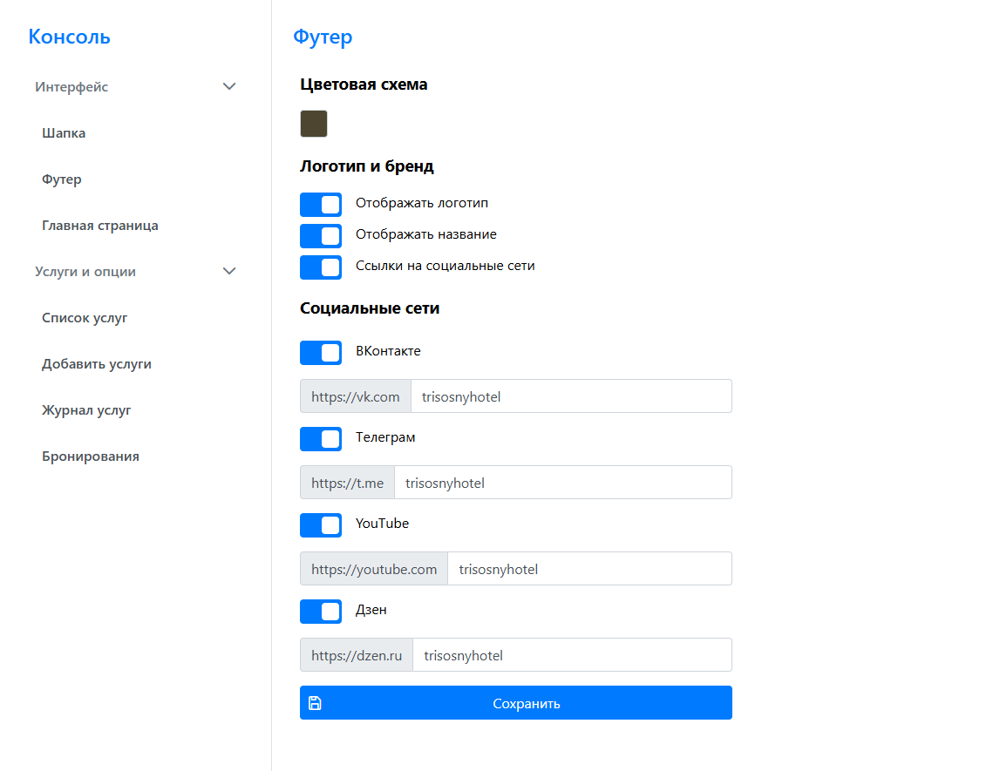 Консоль
Интерфейс
Шапка
Футер
Главная страница
Услуги и опции
Список услуг
Добавить услуги
Журнал услуг
Бронирования
Футер
Цветовая схема
Логотип и бренд
Отображать логотип
Отображать название
Ссылки на социальные сети
Социальные сети
ВКонтакте
https://vk.com trisosnyhotel
Телеграм
https://t.me trisosnyhotel
YouTube
https://youtube.com trisosnyhotel
Дзен
https://dzen.ru trisosnyhotel
Сохранить